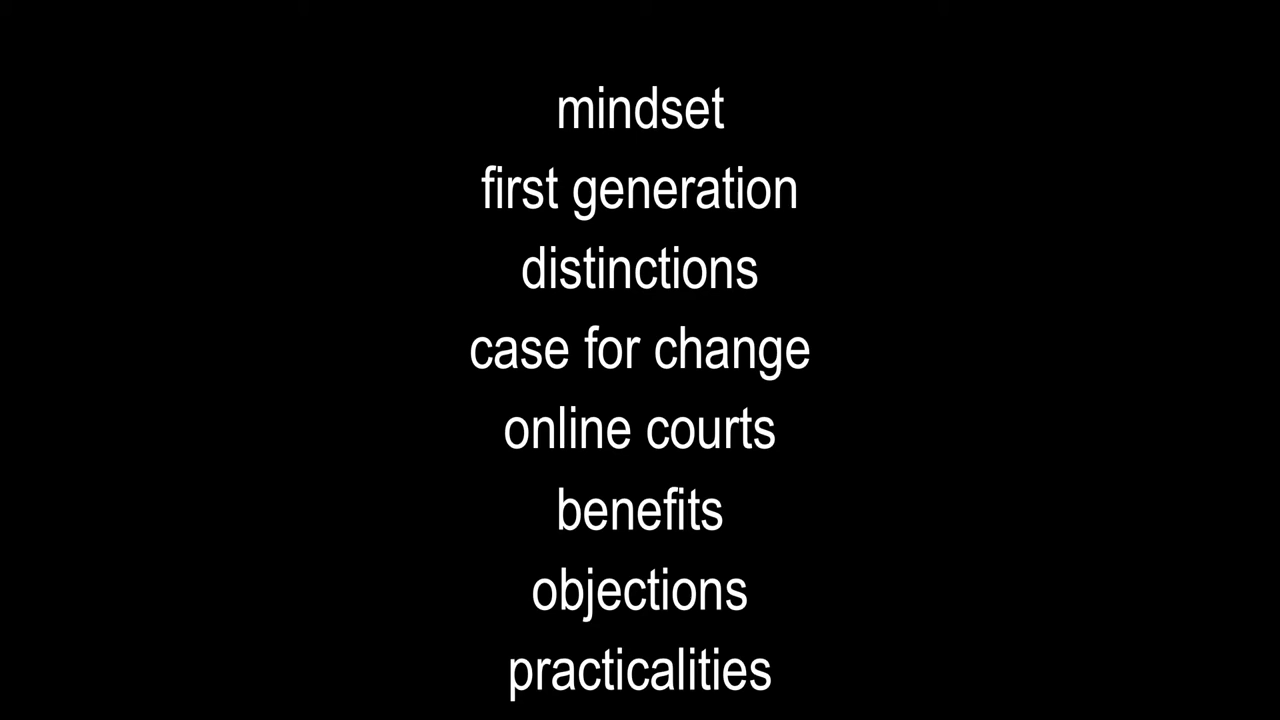 mindset
first generation
distinctions
case for change
online courts
benefits
objections
practicalities